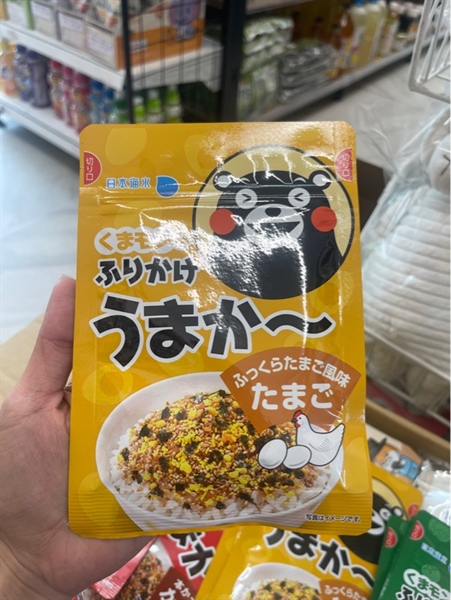 切り口
日本海水
切り口
くまモン
ふりかけ
うまか〜
ふっくらたまご風味
たまご
写真はイメージです。
うまか〜